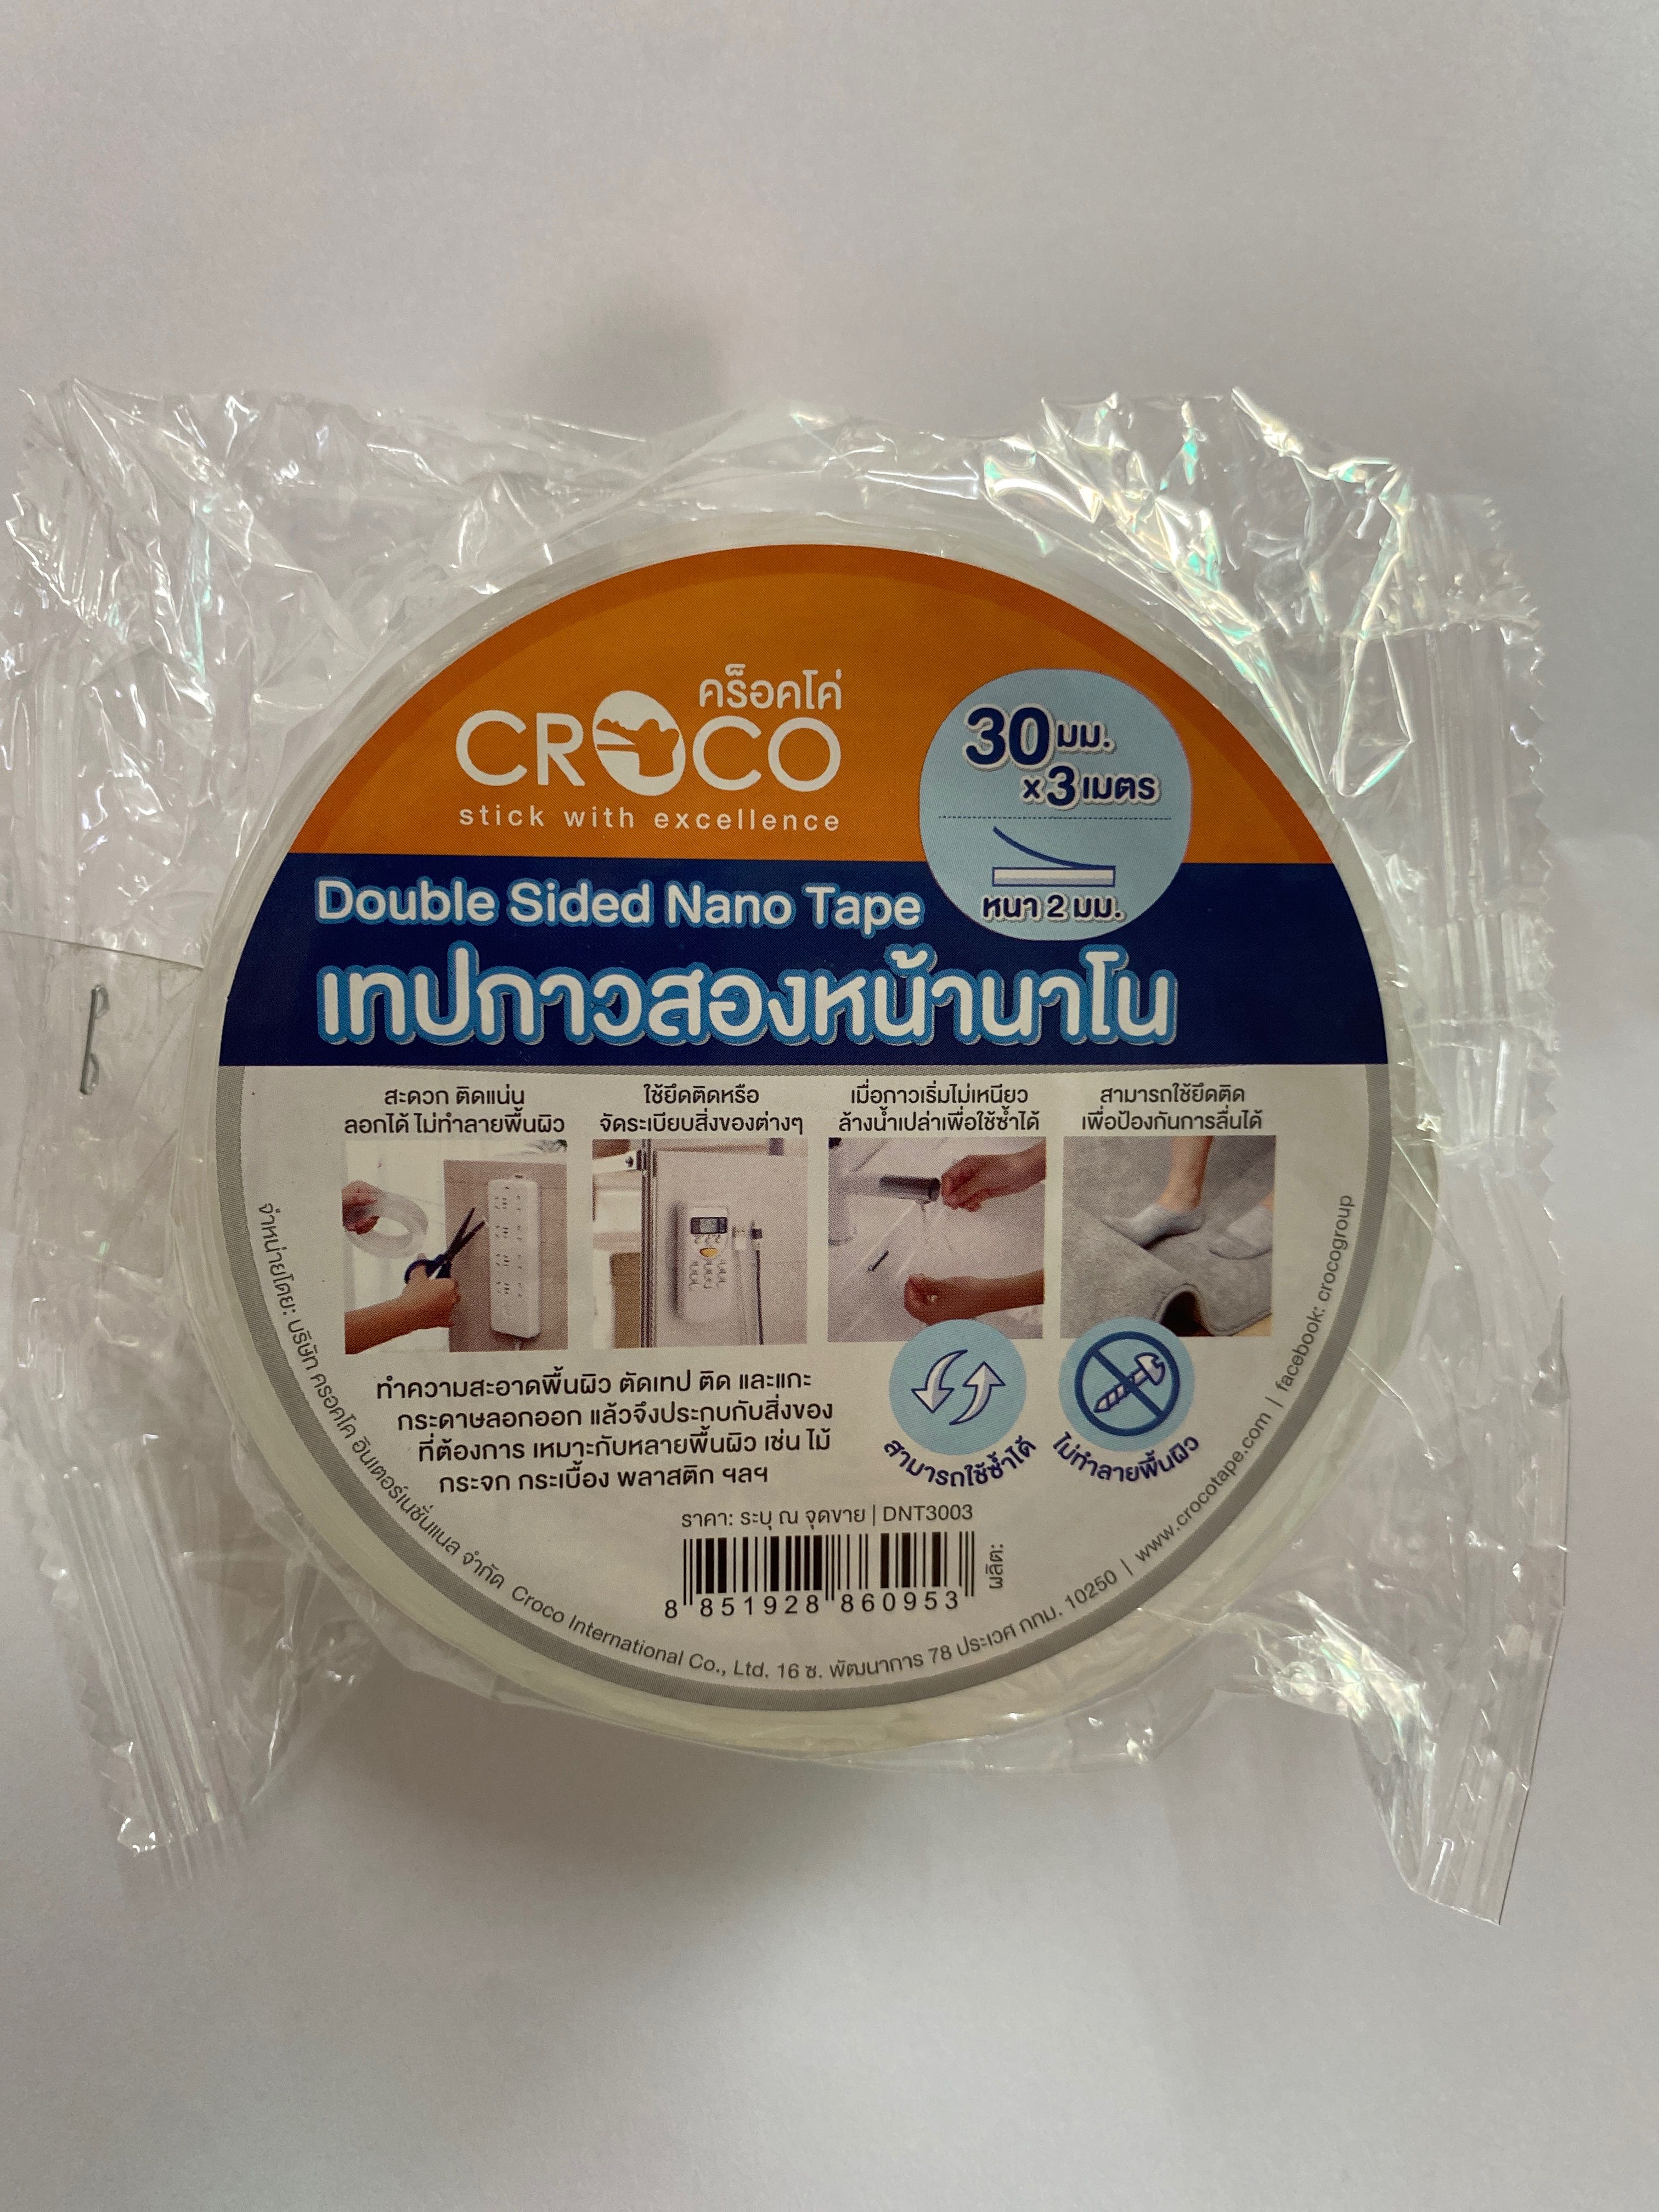 คร็อคโค่
CROCO
stick with excellence
30 มม.
x 3 เมตร
หนา 2 มม.
Double Sided Nano Tape
เทปกาวสองหน้านาโน
สะดวก ติดแน่น
ลอกได้ ไม่ทำลายพื้นผิว
ใช้ยึดติดหรือ
จัดระเบียบสิ่งของต่างๆ
เมื่อกาวเริ่มไม่เหนียว
ล้างน้ำเปล่าเพื่อใช้ซ้ำได้
สามารถใช้ยึดติด
เพื่อป้องกันการลื่นได้
ทำความสะอาดพื้นผิว ตัดเทป ติด และแกะ
กระดาษลอกออก แล้วจึงประกบกับสิ่งของ
ที่ต้องการ เหมาะกับหลายพื้นผิว เช่น ไม้
กระจก กระเบื้อง พลาสติก ฯลฯ
สามารถใช้ซ้ำได้
ไม่ทำลายพื้นผิว
ราคา: ระบุ ณ จุดขาย | DNT3003
8 851928 860953
ผลิต:
จำหน่ายโดย: บริษัท ครอคโค อินเตอร์เนชั่นแนล จำกัด Croco International Co., Ltd. 16 ซ. พัฒนาการ 78 ประเวศ กทม. 10250 | www.crocotape.com | facebook: crocogroup